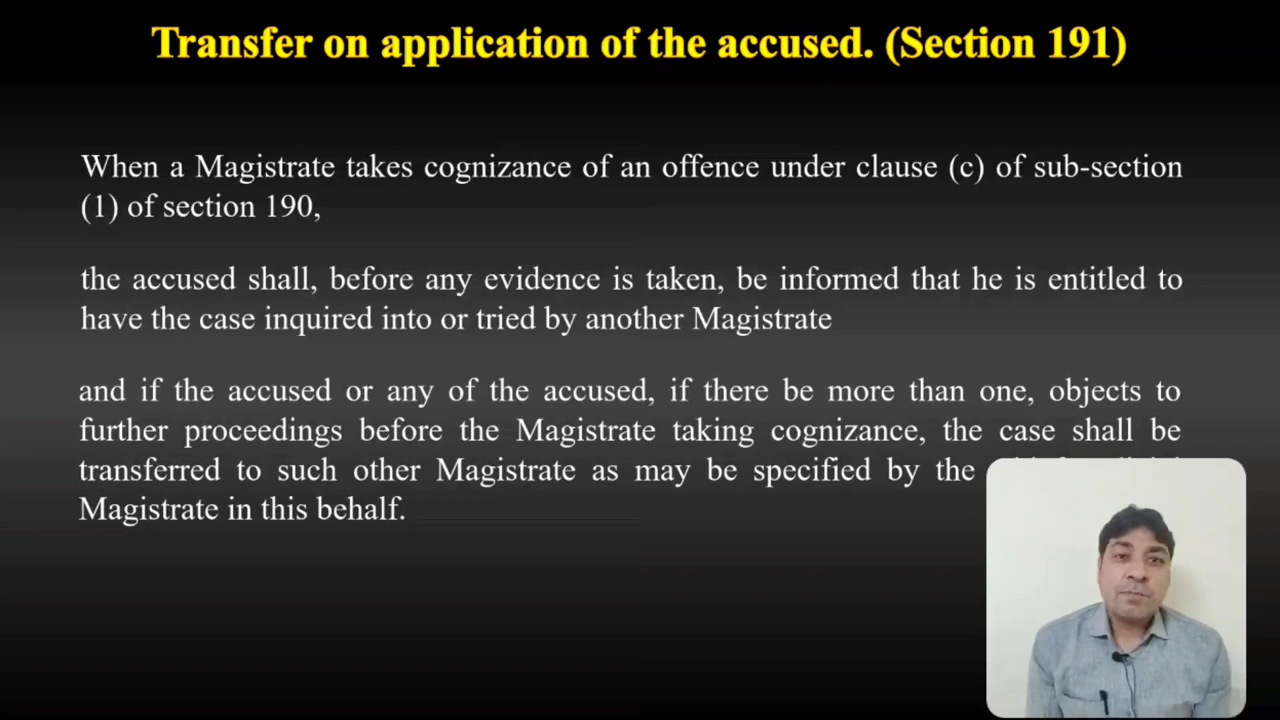 Transfer on application of the accused. (Section 191)
When a Magistrate takes cognizance of an offence under clause (c) of sub-section
(1) of section 190,
the accused shall, before any evidence is taken, be informed that he is entitled to
have the case inquired into or tried by another Magistrate
and if the accused or any of the accused, if there be more than one, objects to
further proceedings before the Magistrate taking cognizance, the case shall be
transferred to such other Magistrate as may be specified by the
Magistrate in this behalf.